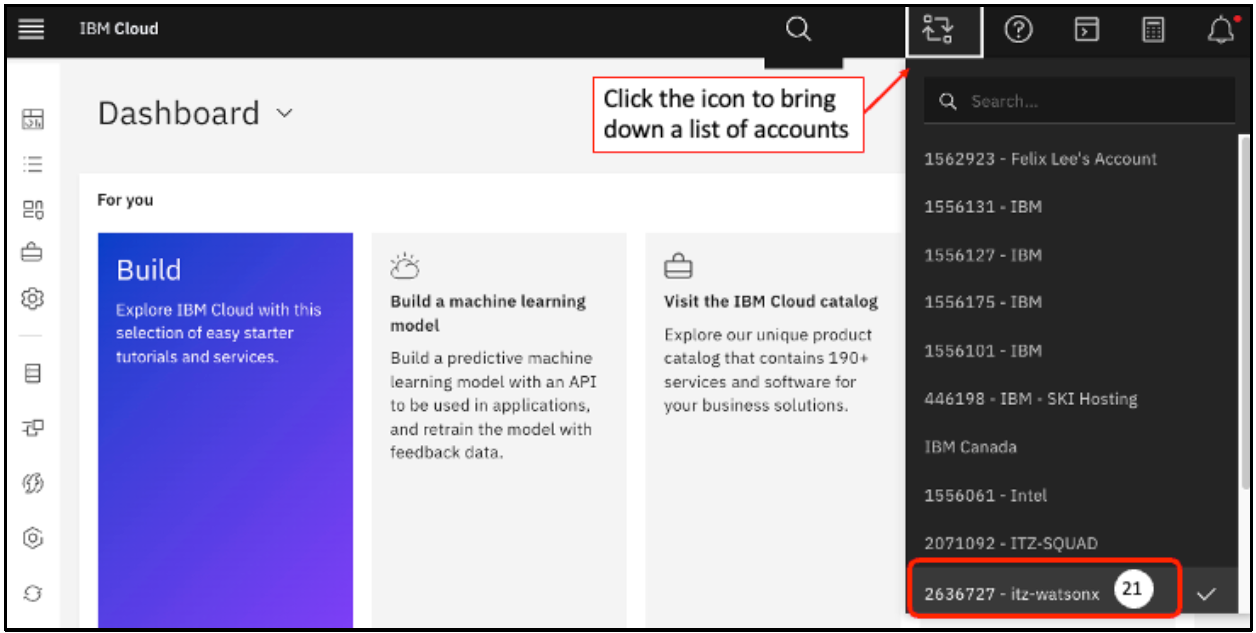 IBM Cloud
Click the icon to bring
down a list of accounts
Dashboard
For you
Build
Explore IBM Cloud with this
selection of easy starter
tutorials and services.
Build a machine learning
model
Build a predictive machine
learning model with an API
to be used in applications,
and retrain the model with
feedback data.
Visit the IBM Cloud catalog
Explore our unique product
catalog that contains 190+
services and software for
your business solutions.
Search...
1562923 - Felix Lee's Account
1556131 - IBM
1556127 - IBM
1556175 - IBM
1556101 - IBM
446198 - IBM - SKI Hosting
IBM Canada
1556061 - Intel
2071092 - ITZ-SQUAD
2636727 - itz-watsonx 21